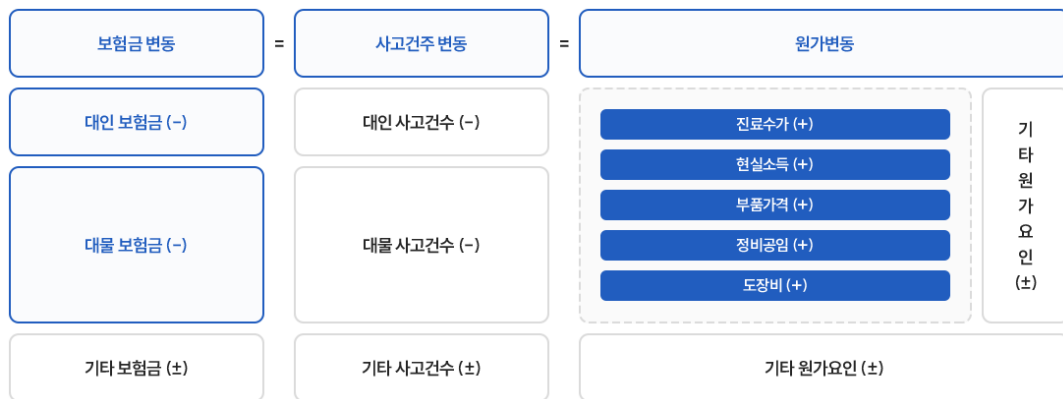 보험금 변동 = 사고건주 변동 = 원가변동
대인 보험금 (-)
대인 사고건수 (-)
진료수가 (+)
현실소득 (+)
부품가격 (+)
정비공임 (+)
도장비 (+)
기타원가요인 (±)
대물 보험금 (-)
대물 사고건수 (-)
기타 보험금 (±)
기타 사고건수 (±)
기타 원가요인 (±)